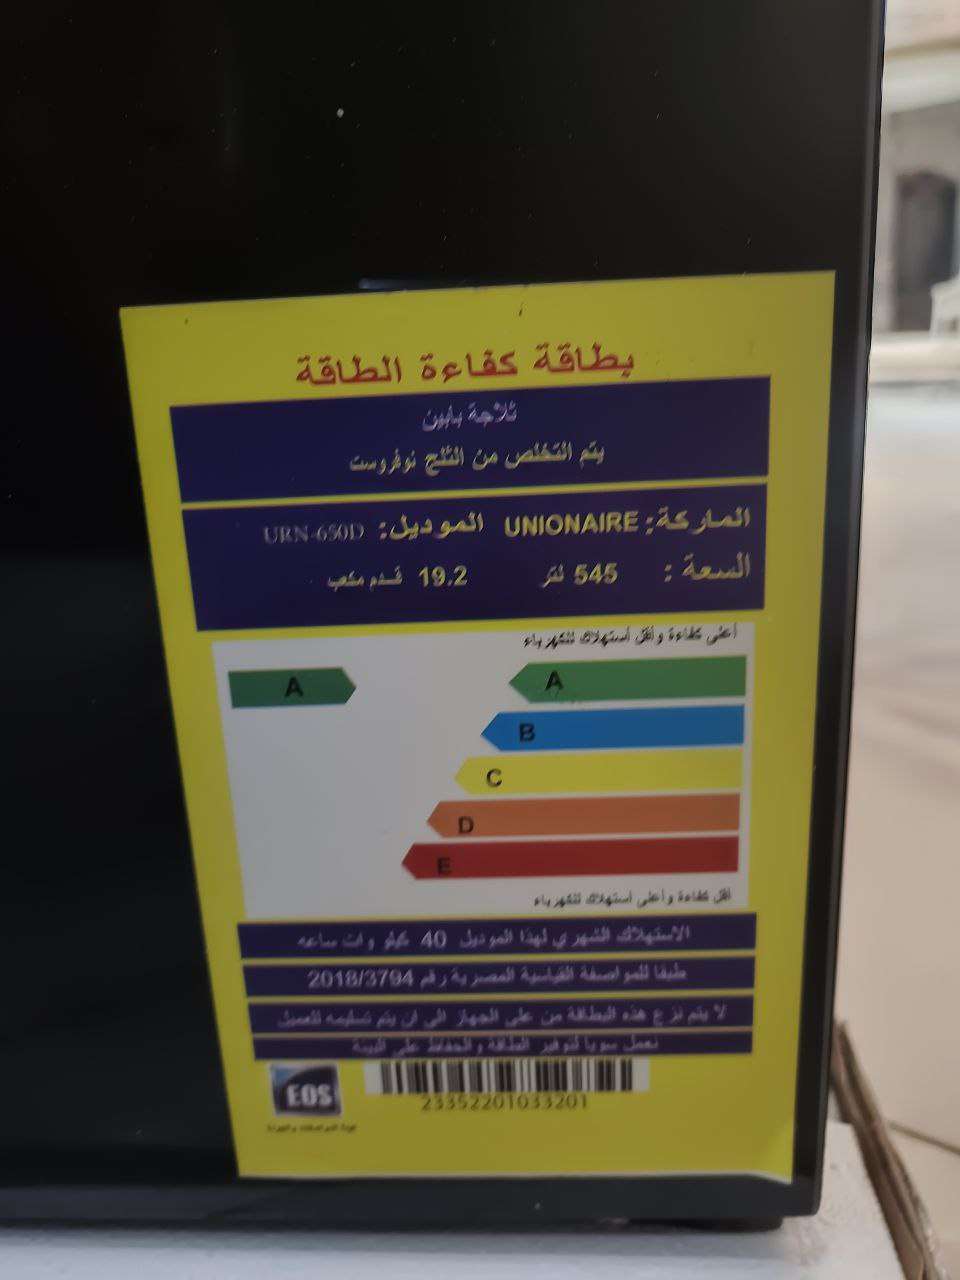 بطاقة كفاءة الطاقة
ثلاجة بابين
يتم التخلص من الثلج نوفروست
الماركة: UNIONAIRE الموديل: URN-650D
السعة: 545 لتر 19.2 قدم مكعب
أعلى كفاءة وأقل أستهلاك للكهرباء
A A
B
C
D
E
أقل كفاءة وأعلى أستهلاك للكهرباء
الاستهلاك الشهري لهذا الموديل 40 كيلو وات ساعه
طبقا للمواصفة القياسية المصرية رقم 2018/3794
لا يتم نزع هذه البطاقة من على الجهاز الى ان يتم تسليمه للعميل
نعمل سويا لتوفير الطاقة والحفاظ على البيئة
EOS
23352201033201